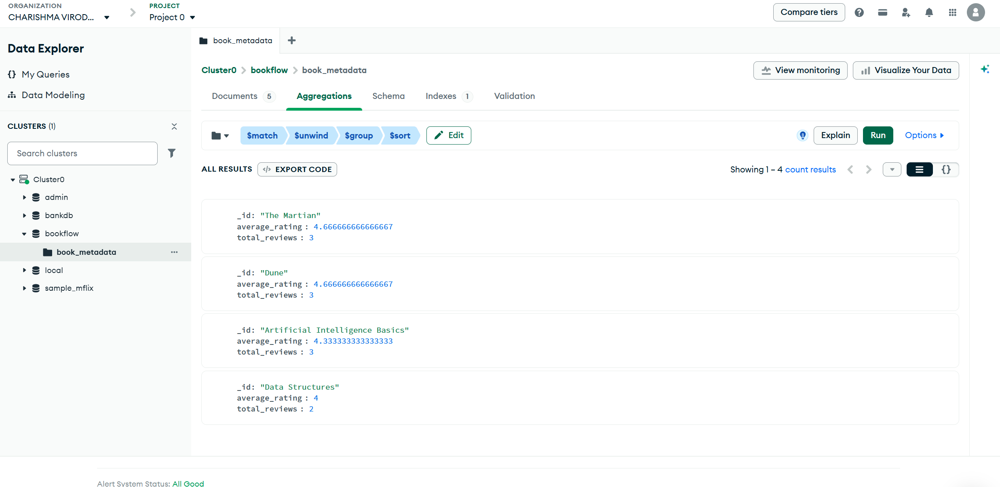 ORGANIZATION
CHARISHMA VIROD...
PROJECT
Project 0
Compare tiers
Data Explorer
My Queries
Data Modeling
CLUSTERS (1)
Search clusters
Cluster0
admin
bankdb
bookflow
book_metadata
local
sample_mflix
book_metadata
Cluster0 > bookflow > book_metadata
View monitoring
Visualize Your Data
Documents 5
Aggregations
Schema
Indexes 1
Validation
$match $unwind $group $sort
Edit
Explain
Run
Options
ALL RESULTS
</> EXPORT CODE
Showing 1 – 4 count results
{}
_id: "The Martian"
average_rating : 4.666666666666667
total_reviews : 3
_id: "Dune"
average_rating : 4.666666666666667
total_reviews : 3
_id: "Artificial Intelligence Basics"
average_rating : 4.333333333333333
total_reviews : 3
_id: "Data Structures"
average_rating : 4
total_reviews : 2
Alert System Status: All Good